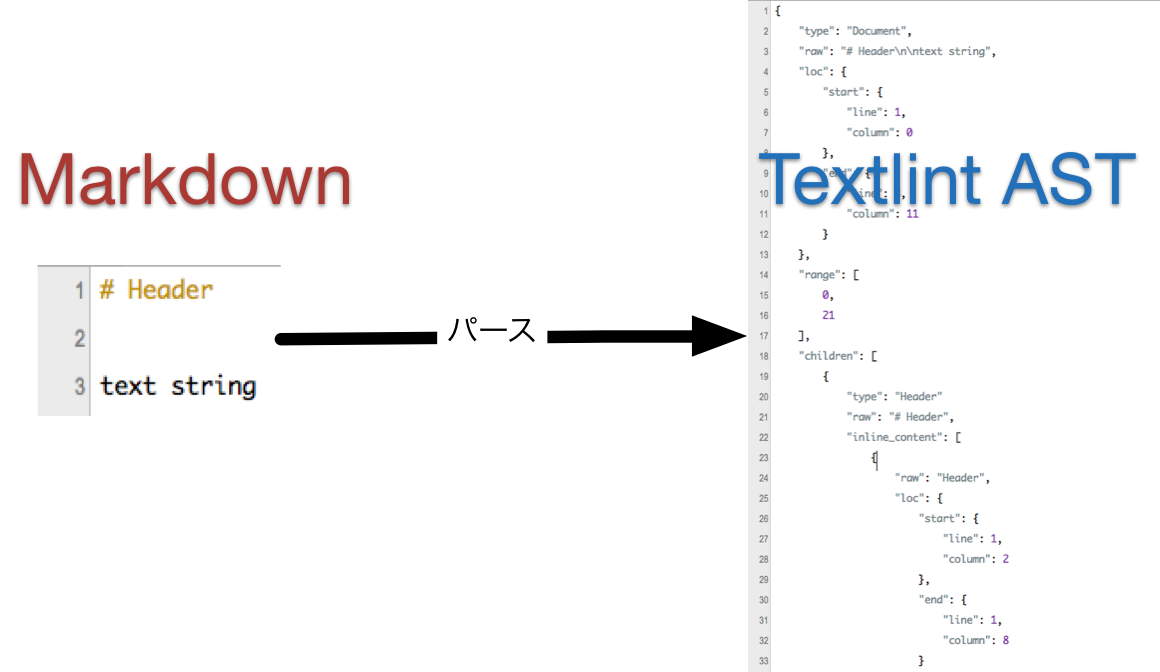 Markdown
1 # Header
2
3 text string
パース
Textlint AST
1 {
2 "type": "Document",
3 "raw": "# Header\n\ntext string",
4 "loc": {
5 "start": {
6 "line": 1,
7 "column": 0
8 },
9 "end": {
10 "line":
11 "column": 11
12 }
13 },
14 "range": [
15 0,
16 21
17 ],
18 "children": [
19 {
20 "type": "Header"
21 "raw": "# Header",
22 "inline_content": [
23 {
24 "raw": "Header",
25 "loc": {
26 "start": {
27 "line": 1,
28 "column": 2
29 },
30 "end": {
31 "line": 1,
32 "column": 8
33 }